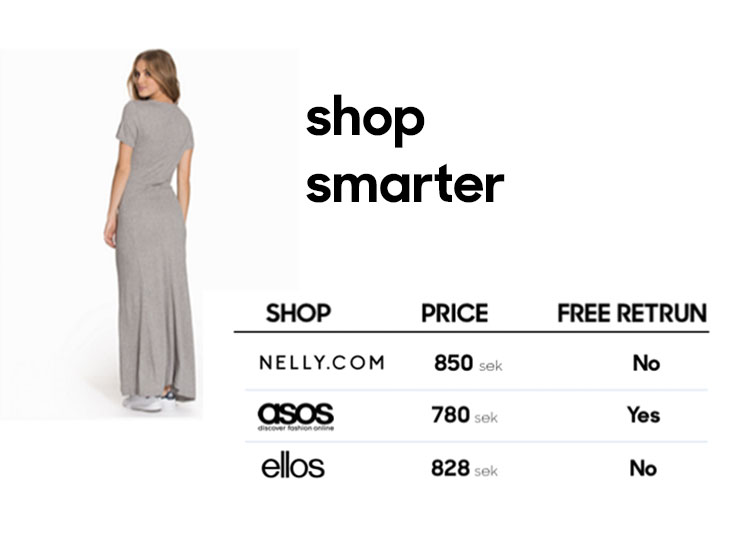 shop
smarter
SHOP PRICE FREE RETRUN
NELLY.COM 850 sek No
asos 780 sek Yes
discover fashion online
ellos 828 sek No